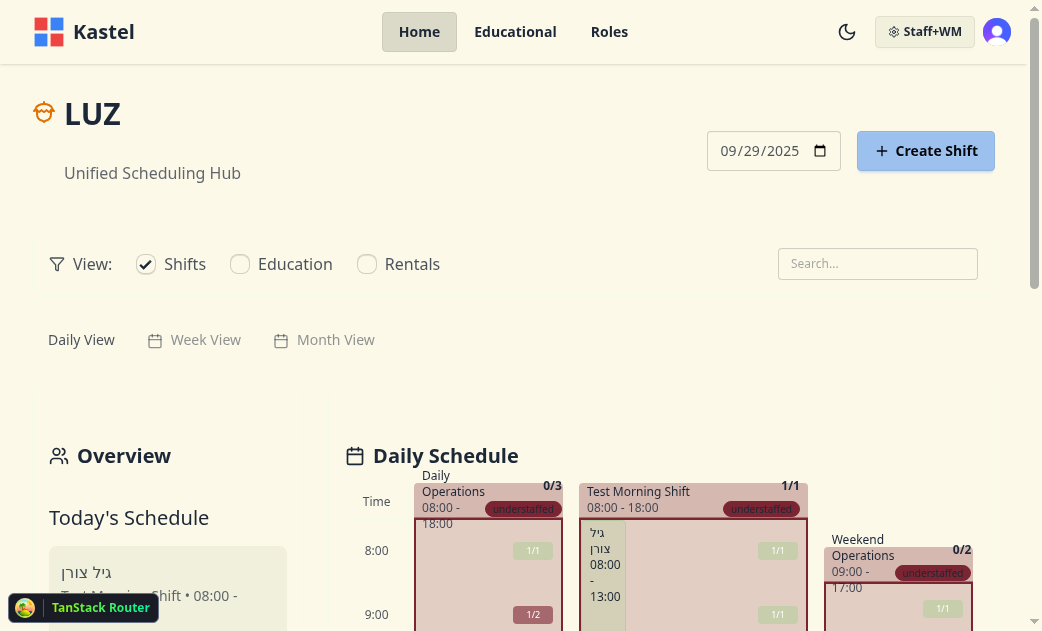 Kastel
Home
Educational
Roles
Staff+WM
LUZ
Unified Scheduling Hub
09/29/2025
Create Shift
View:
Shifts
Education
Rentals
Search...
Daily View
Week View
Month View
Overview
Today's Schedule
גיל צורן
Test Morning Shift • 08:00 -
TanStack Router
Daily Schedule
Time
8:00
9:00
Daily
Operations
0/3
08:00 -
18:00
understaffed
1/1
1/2
Test Morning Shift
1/1
08:00 - 18:00
understaffed
גיל
צורן
08:00
-
13:00
1/1
1/1
Weekend
Operations
0/2
09:00 -
17:00
understaffed
1/1